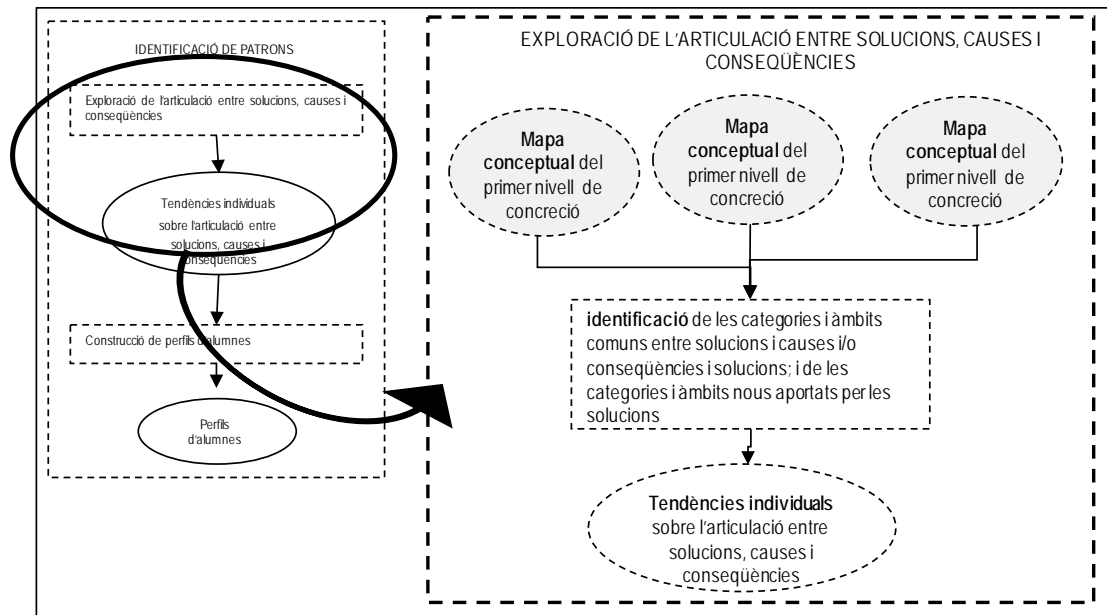 IDENTIFICACIÓ DE PATRONS
Exploració de l'articulació entre solucions, causes i
conseqüències
Tendències individuals
sobre l'articulació entre
solucions, causes i
conseqüències
Construcció de perfils d'alumnes
Perfils
d'alumnes
EXPLORACIÓ DE L'ARTICULACIÓ ENTRE SOLUCIONS, CAUSES I
CONSEQÜÈNCIES
Mapa
conceptual del
primer nivell de
concreció
Mapa
conceptual del
primer nivell de
concreció
Mapa
conceptual del
primer nivell de
concreció
identificació de les categories i àmbits
comuns entre solucions i causes i/o
conseqüències i solucions; i de les
categories i àmbits nous aportats per les
solucions
Tendències individuals
sobre l'articulació entre
solucions, causes i
conseqüències